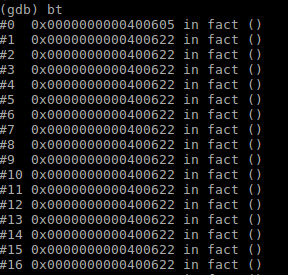 (gdb) bt
#0  0x0000000000400605 in fact ()
#1  0x0000000000400622 in fact ()
#2  0x0000000000400622 in fact ()
#3  0x0000000000400622 in fact ()
#4  0x0000000000400622 in fact ()
#5  0x0000000000400622 in fact ()
#6  0x0000000000400622 in fact ()
#7  0x0000000000400622 in fact ()
#8  0x0000000000400622 in fact ()
#9  0x0000000000400622 in fact ()
#10 0x0000000000400622 in fact ()
#11 0x0000000000400622 in fact ()
#12 0x0000000000400622 in fact ()
#13 0x0000000000400622 in fact ()
#14 0x0000000000400622 in fact ()
#15 0x0000000000400622 in fact ()
#16 0x0000000000400622 in fact ()